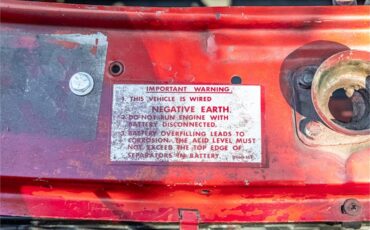 IMPORTANT WARNING
1. THIS VEHICLE IS WIRED
NEGATIVE EARTH.
2. DO NOT RUN ENGINE WITH
BATTERY DISCONNECTED.
3. BATTERY OVERFILLING LEADS TO
CORROSION. THE ACID LEVEL MUST
NOT EXCEED THE TOP EDGE OF
SEPARATORS IN BATTERY.